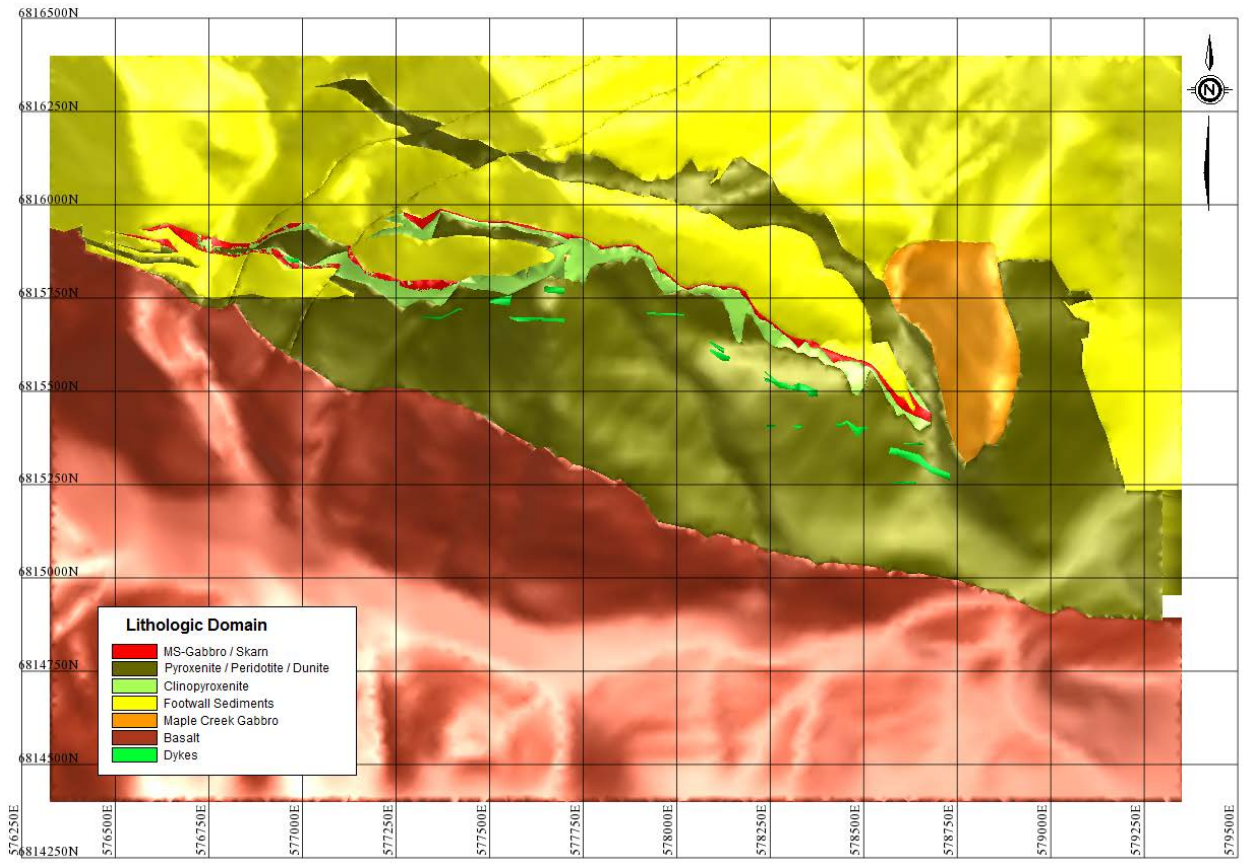 6816500N
6816250N
N
6816000N
6815750N
6815500N
6815250N
6815000N
Lithologic Domain
MS-Gabbro / Skarn
Pyroxenite / Peridotite / Dunite
Clinopyroxenite
Footwall Sediments
Maple Creek Gabbro
Basalt
Dykes
6814750N
6814500N
6814250N
576250E
576500E
576750E
577000E
577250E
577500E
577750E
578000E
578250E
578500E
578750E
579000E
579250E
579500E